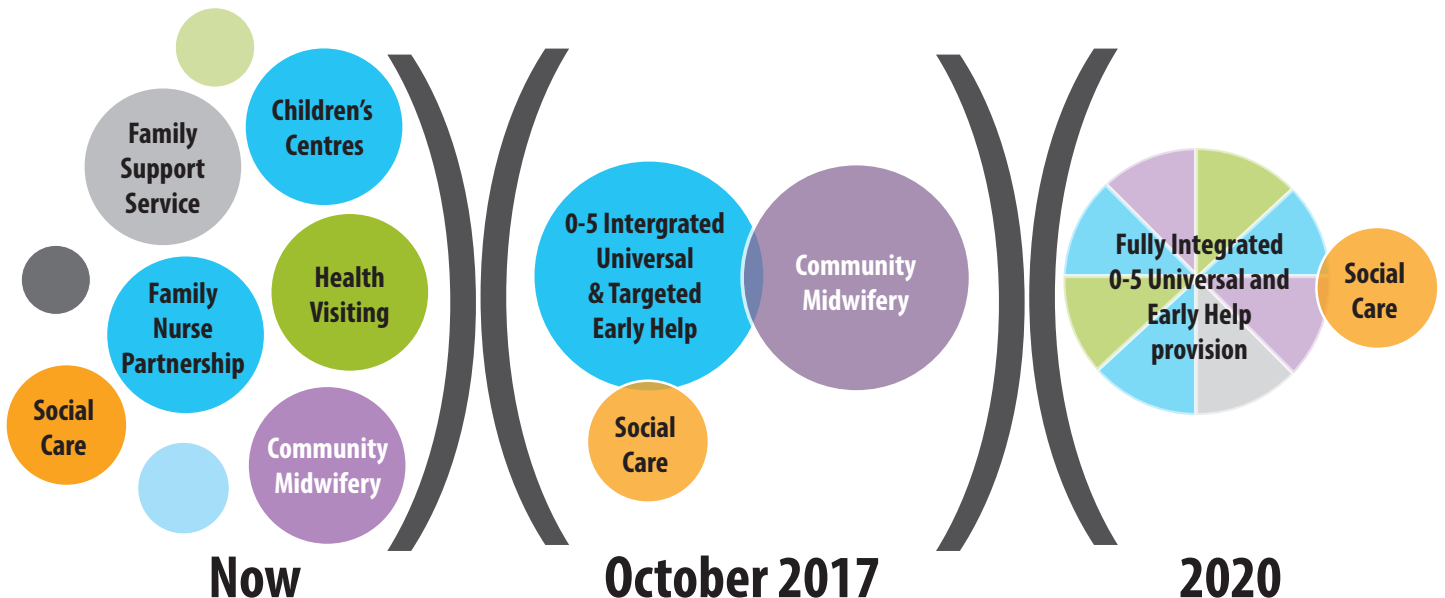 Children's
Centres
Family
Support
Service
Health
Visiting
Family
Nurse
Partnership
Social
Care
Community
Midwifery
Now
0-5 Intergrated
Universal
& Targeted
Early Help
Community
Midwifery
Social
Care
October 2017
Fully Integrated
0-5 Universal and
Early Help
provision
Social
Care
2020